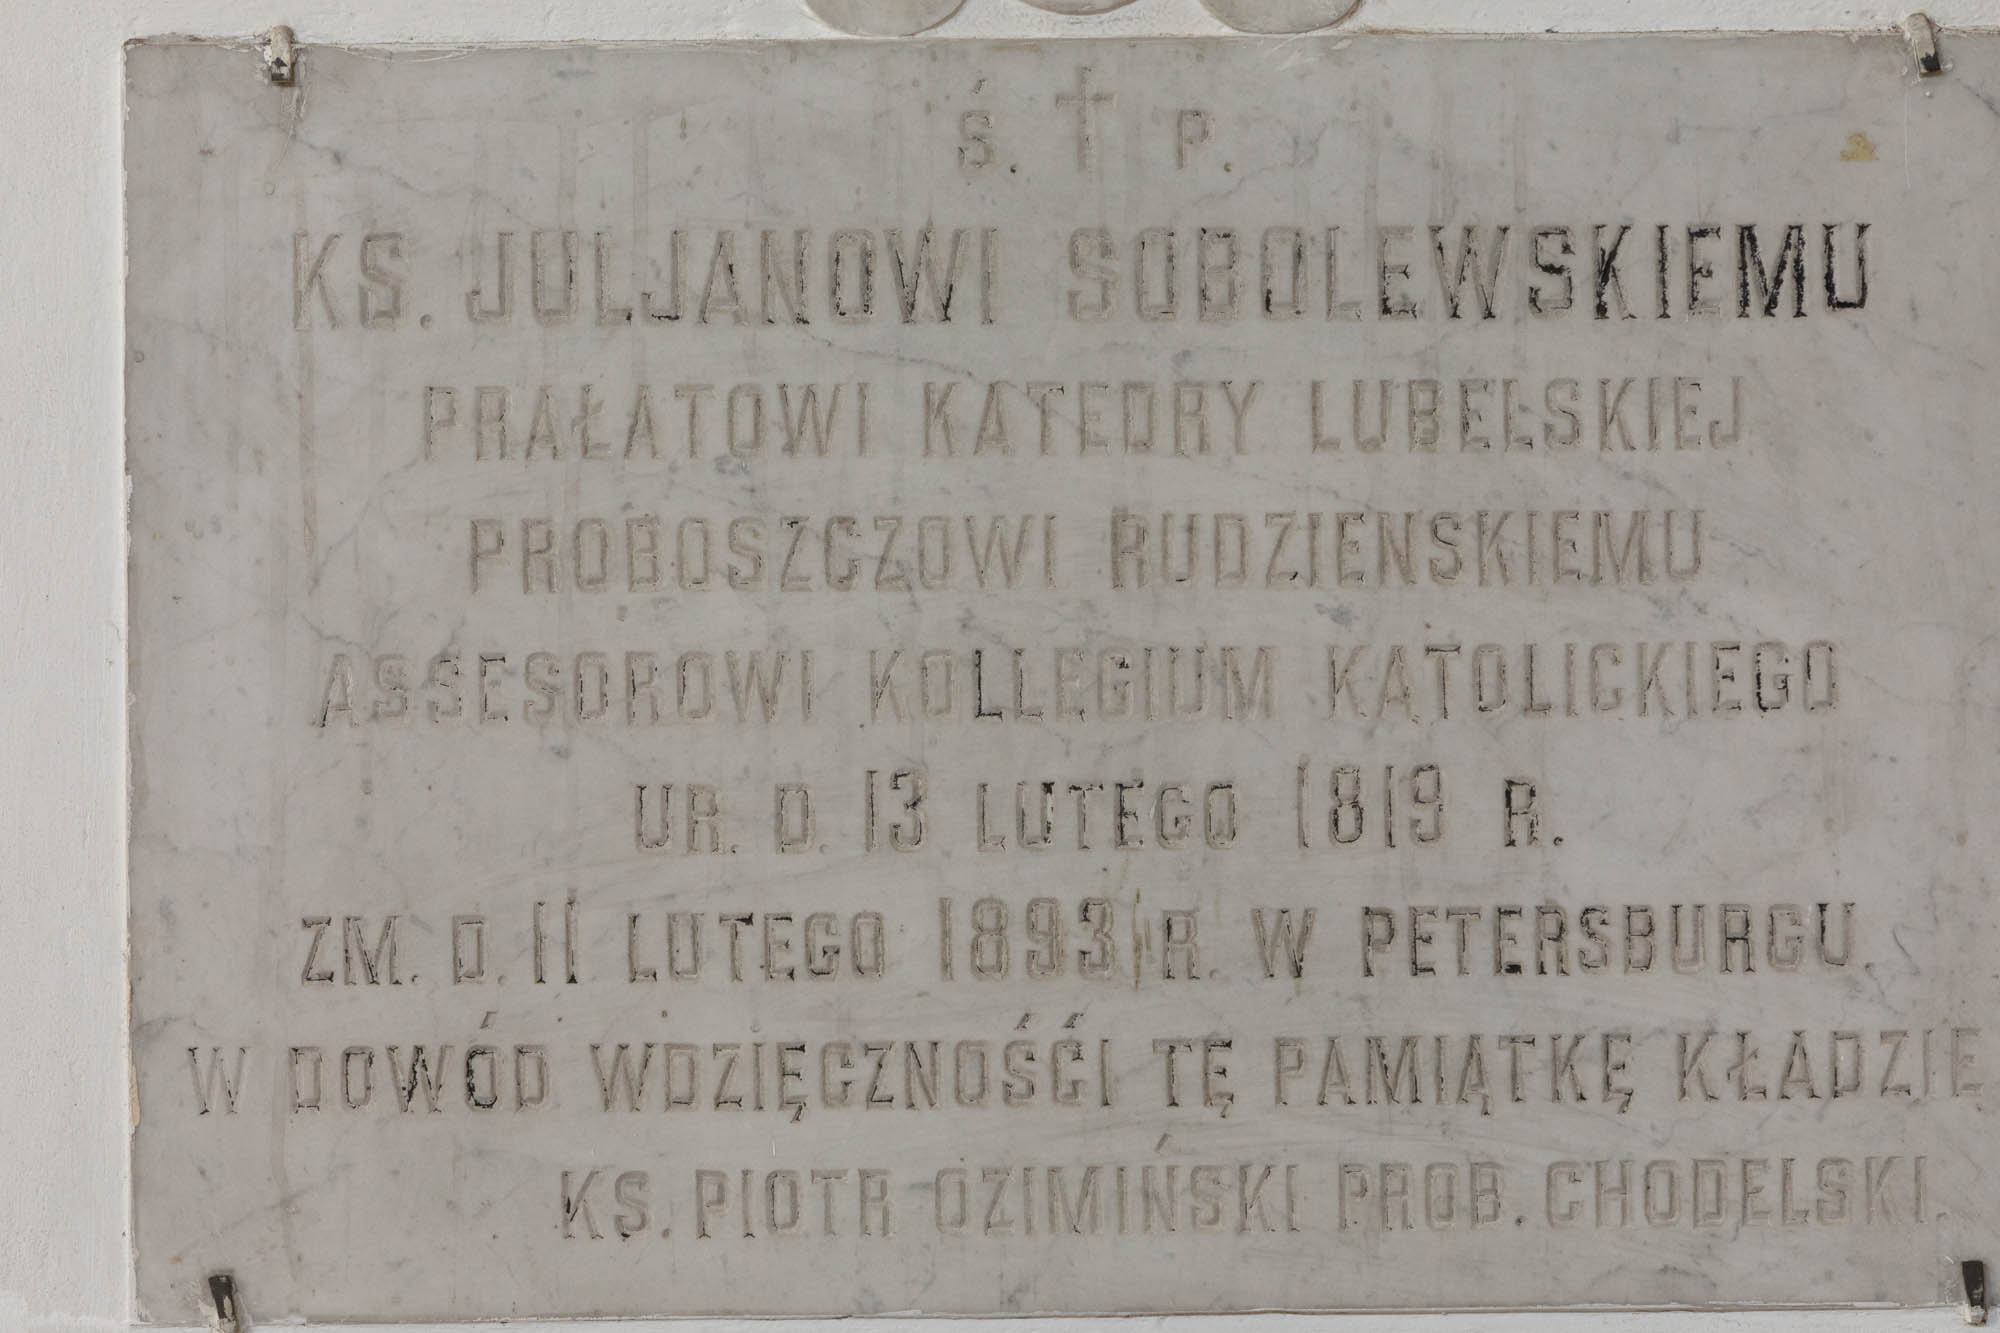 Ś. † P.
KS. JULJANOWI SOBOLEWSKIEMU
PRAŁATOWI KATEDRY LUBELSKIEJ
PROBOSZCZOWI RUDZIENSKIEMU
ASSESOROWI KOLLEGIUM KATOLICKIEGO
UR. D. 13 LUTEGO 1819 R.
ZM. D. 11 LUTEGO 1893 R. W PETERSBURGU.
W DOWÓD WDZIĘCZNOŚĆI TĘ PAMIĄTKĘ KŁADZIE
KS. PIOTR OZIMIŃSKI PROB. CHODELSKI.